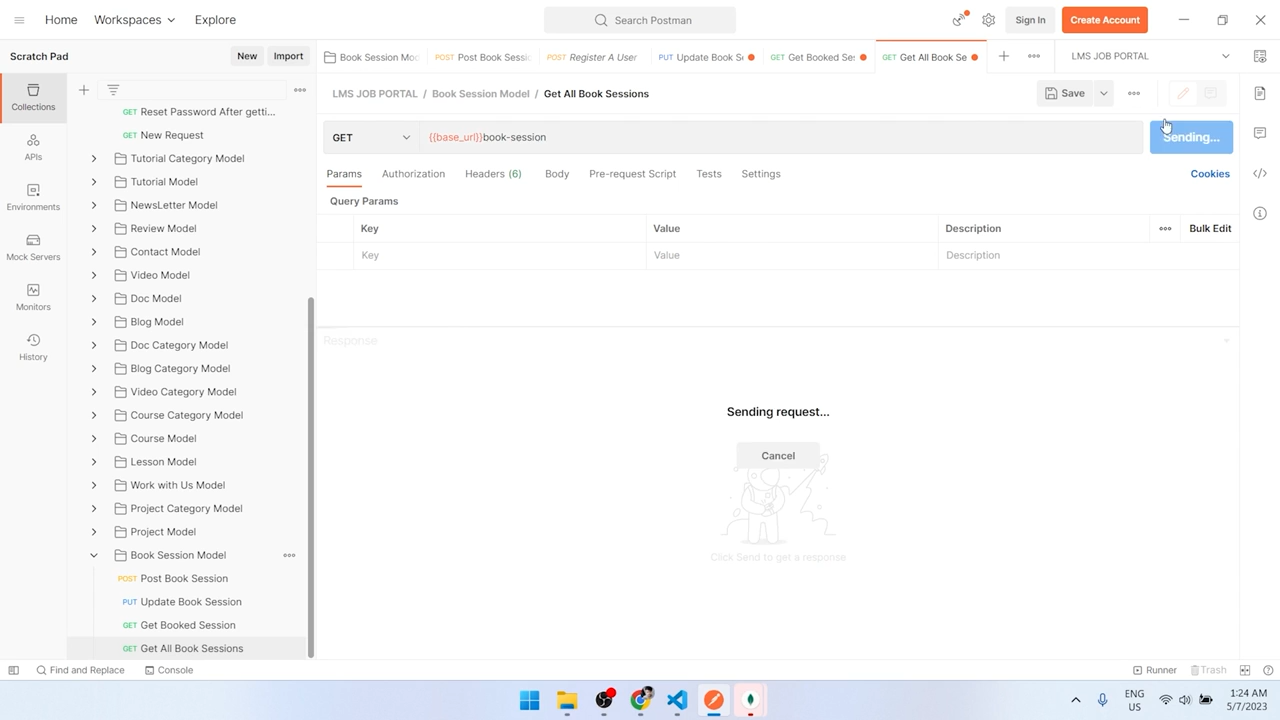 Home Workspaces Explore Search Postman Sign In Create Account
Scratch Pad New Import Book Session Mod POST Post Book Sessi POST Register A User PUT Update Book Se GET Get Booked Ses GET Get All Book Se LMS JOB PORTAL
Collections
APIs
Environments
Mock Servers
Monitors
History
GET Reset Password After getti...
GET New Request
Tutorial Category Model
Tutorial Model
NewsLetter Model
Review Model
Contact Model
Video Model
Doc Model
Blog Model
Doc Category Model
Blog Category Model
Video Category Model
Course Category Model
Course Model
Lesson Model
Work with Us Model
Project Category Model
Project Model
Book Session Model
POST Post Book Session
PUT Update Book Session
GET Get Booked Session
GET Get All Book Sessions
LMS JOB PORTAL / Book Session Model / Get All Book Sessions Save
GET {{base_url}}book-session Sending...
Params Authorization Headers (6) Body Pre-request Script Tests Settings Cookies
Query Params
Key Value Description Bulk Edit
Key Value Description
Response
Sending request...
Cancel
Click Send to get a response
Find and Replace Console Runner Trash
ENG US 1:24 AM
5/7/2023